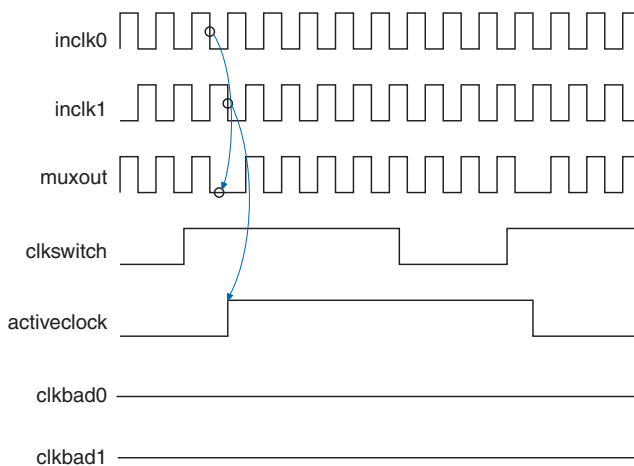 inclk0
inclk1
muxout
clkswitch
activeclock
clkbad0
clkbad1